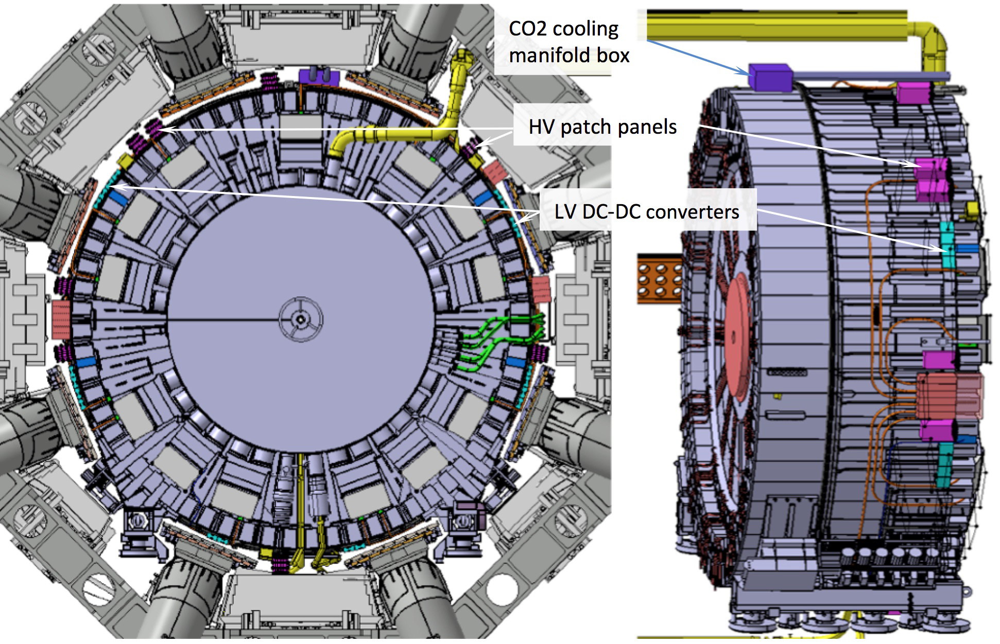 CO2 cooling
manifold box
HV patch panels
LV DC-DC converters